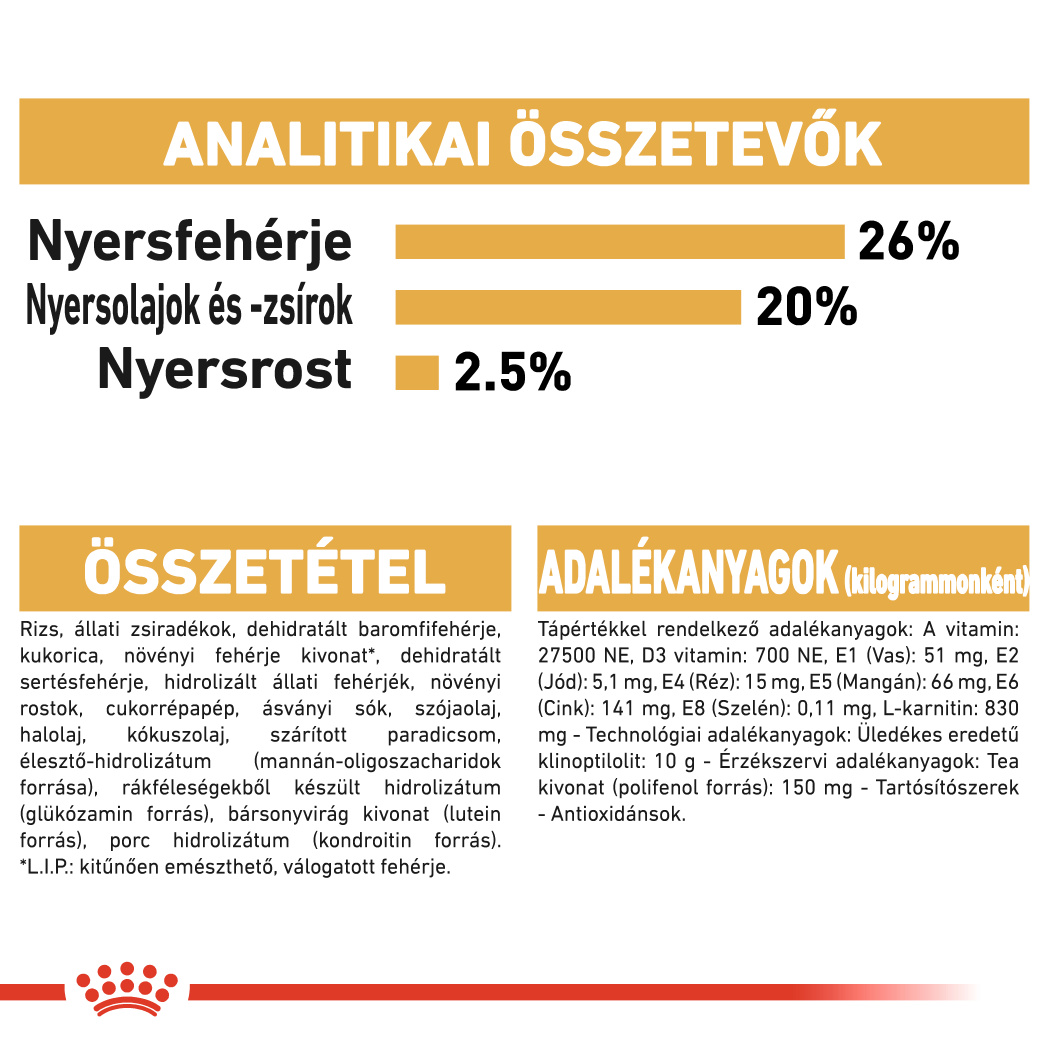 ANALITIKAI ÖSSZETEVŐK
Nyersfehérje 26%
Nyersolajok és -zsírok 20%
Nyersrost 2.5%
ÖSSZETÉTEL
Rizs, állati zsiradékok, dehidratált baromfifehérje,
kukorica, növényi fehérje kivonat*, dehidratált
sertésfehérje, hidrolizált állati fehérjék, növényi
rostok, cukorrépapép, ásványi sók, szójaolaj,
halolaj, kókuszolaj, szárított paradicsom,
élesztő-hidrolizátum (mannán-oligoszacharidok
forrása), rákféleségekből készült hidrolizátum
(glükózamin forrás), bársonyvirág kivonat (lutein
forrás), porc hidrolizátum (kondroitin forrás).
*L.I.P.: kitűnően emészthető, válogatott fehérje.
ADALÉKANYAGOK (kilogrammonként)
Tápértékkel rendelkező adalékanyagok: A vitamin:
27500 NE, D3 vitamin: 700 NE, E1 (Vas): 51 mg, E2
(Jód): 5,1 mg, E4 (Réz): 15 mg, E5 (Mangán): 66 mg, E6
(Cink): 141 mg, E8 (Szelén): 0,11 mg, L-karnitin: 830
mg - Technológiai adalékanyagok: Üledékes eredetű
klinoptilolit: 10 g - Érzékszervi adalékanyagok: Tea
kivonat (polifenol forrás): 150 mg - Tartósítószerek
- Antioxidánsok.